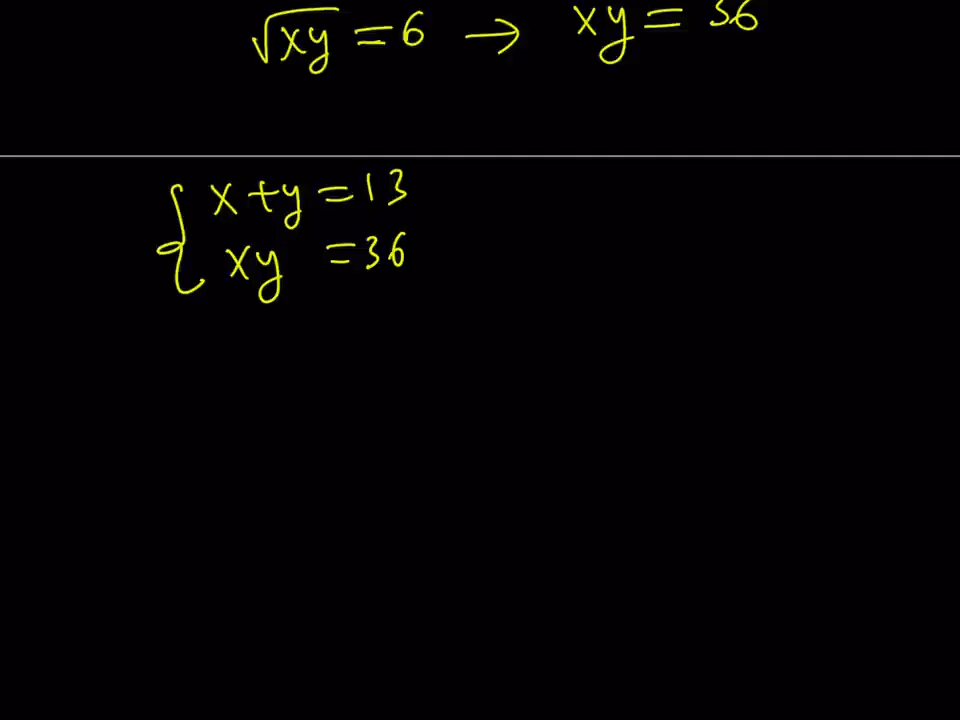 √xy = 6 → xy = 36
x + y = 13
xy = 36